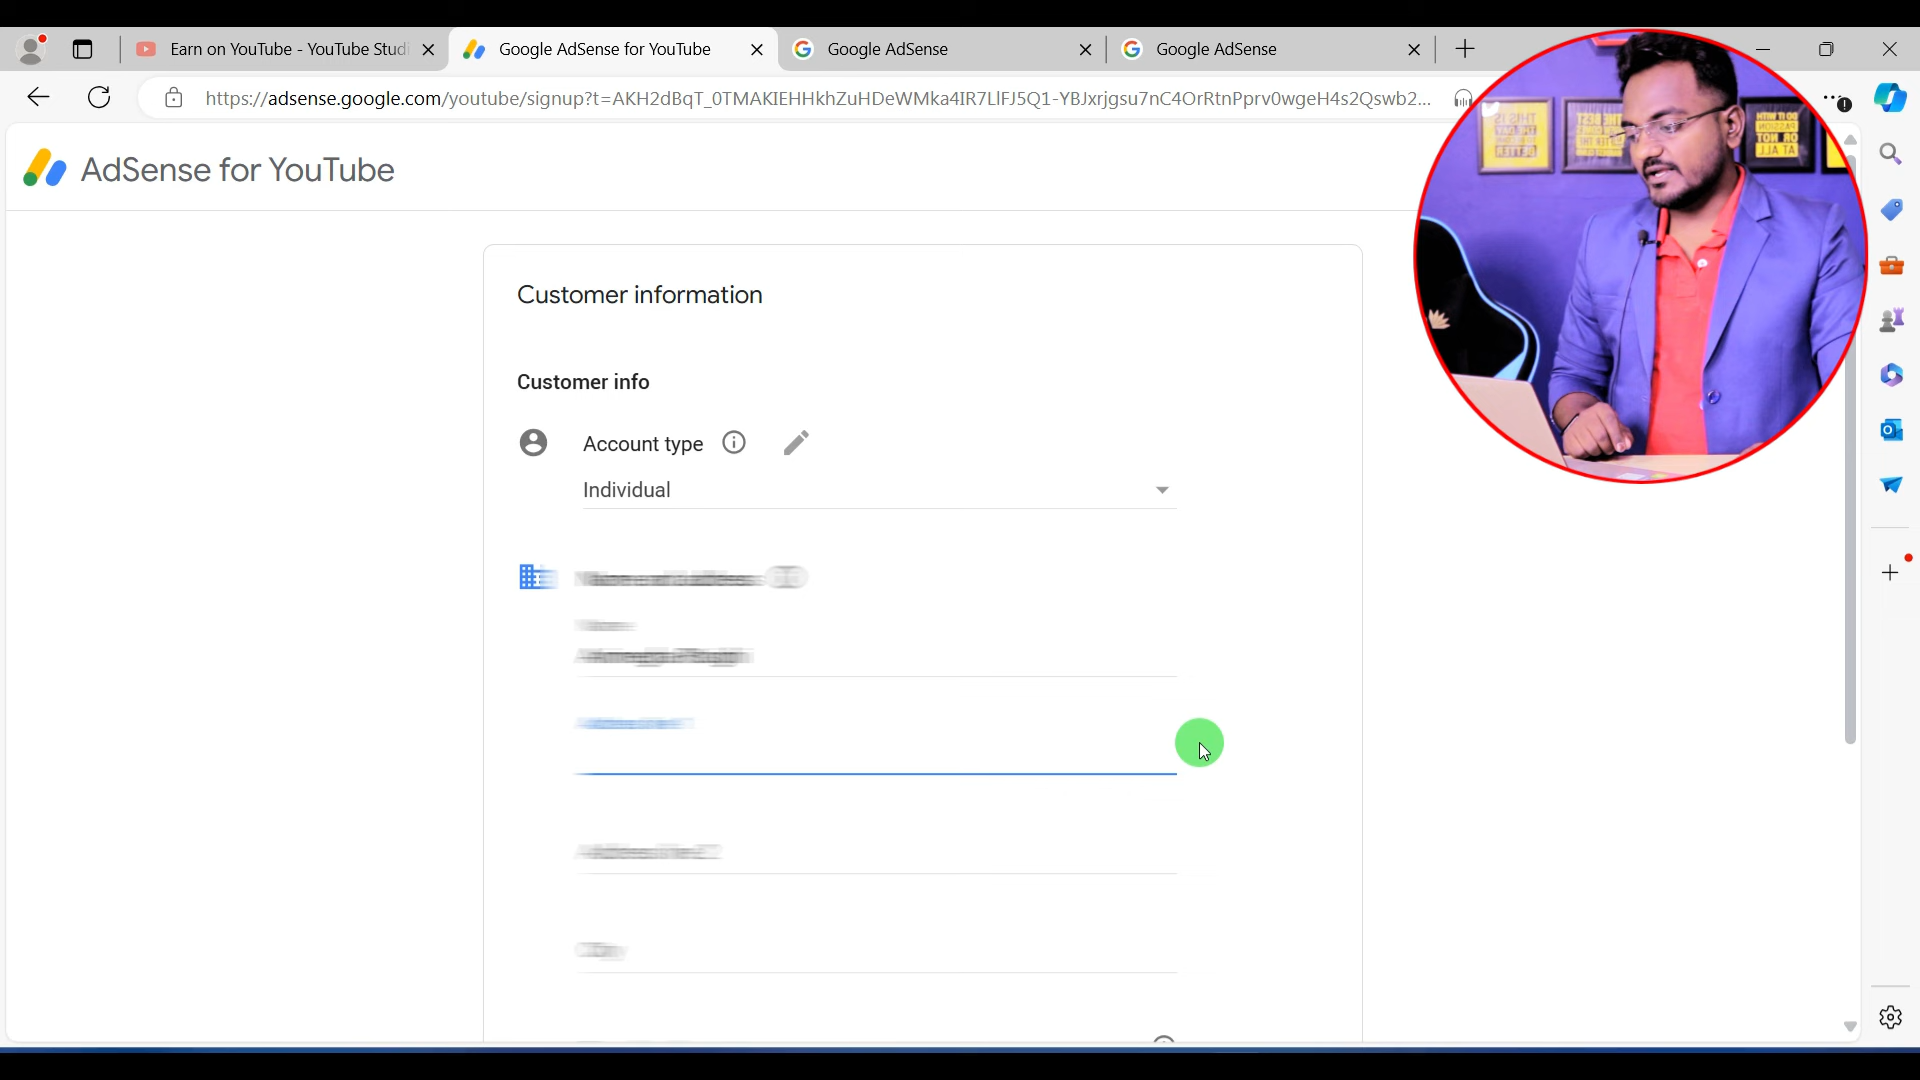 Earn on YouTube - YouTube Studi
Google AdSense for YouTube
Google AdSense
Google AdSense
https://adsense.google.com/youtube/signup?t=AKH2dBqT_0TMAKIEHHkhZuHDeWMka4IR7LlFJ5Q1-YBJxrjgsu7nC4OrRtnPprv0wgeH4s2Qswb2...
AdSense for YouTube
Customer information
Customer info
Account type
Individual